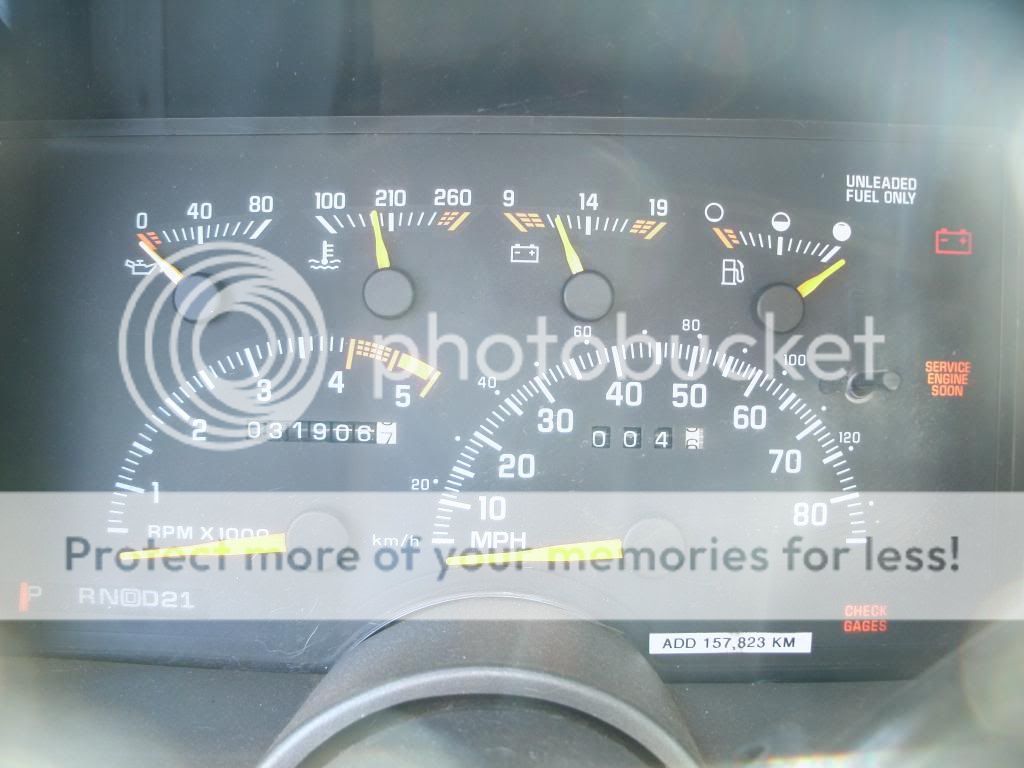 UNLEADED
FUEL ONLY
0 40 80
100 210 260
9 14 19
photobucket
SERVICE
ENGINE
SOON
1 2 3 4 5
031906
RPM X1000
20 40 60 80 100 120
10 20 30 40 50 60 70 80
004
km/h
MPH
Protect more of your memories for less!
P RNDD21
CHECK
GAGES
ADD 157,823 KM